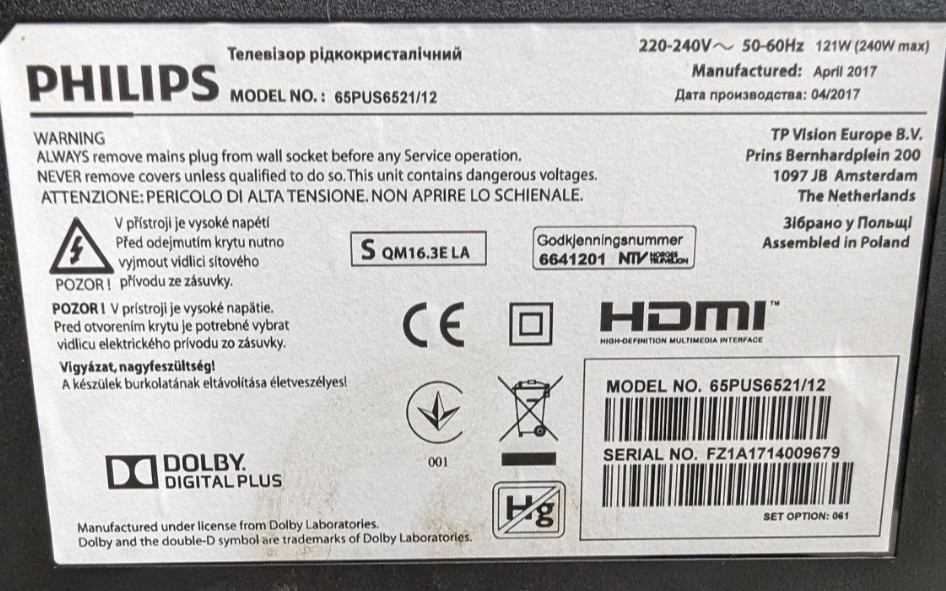 Телевізор рідкокристалічний
PHILIPS
MODEL NO.: 65PUS6521/12
220-240V～ 50-60Hz 121W (240W max)
Manufactured: April 2017
Дата производства: 04/2017
WARNING
ALWAYS remove mains plug from wall socket before any Service operation.
NEVER remove covers unless qualified to do so. This unit contains dangerous voltages.
ATTENZIONE: PERICOLO DI ALTA TENSIONE. NON APRIRE LO SCHIENALE.
TP Vision Europe B.V.
Prins Bernhardplein 200
1097 JB Amsterdam
The Netherlands
Зібрано у Польщі
Assembled in Poland
V přístroji je vysoké napětí
Před odejmutím krytu nutno
vyjmout vidlici síťového
POZOR! přívodu ze zásuvky.
S QM16.3E LA
Godkjenningsnummer
6641201 NTV NORGES TELEVISJON
POZOR! V prístroji je vysoké napätie.
Pred otvorením krytu je potrebné vybrat
vidlicu elektrického prívodu zo zásuvky.
Vigyázat, nagyfeszültség!
A készülek burkolatának eltávolítása életveszélyes!
CE
HDMI™
HIGH-DEFINITION MULTIMEDIA INTERFACE
001
DOLBY.
DIGITAL PLUS
Hg
MODEL NO. 65PUS6521/12
SERIAL NO. FZ1A1714009679
SET OPTION: 061
Manufactured under license from Dolby Laboratories.
Dolby and the double-D symbol are trademarks of Dolby Laboratories.